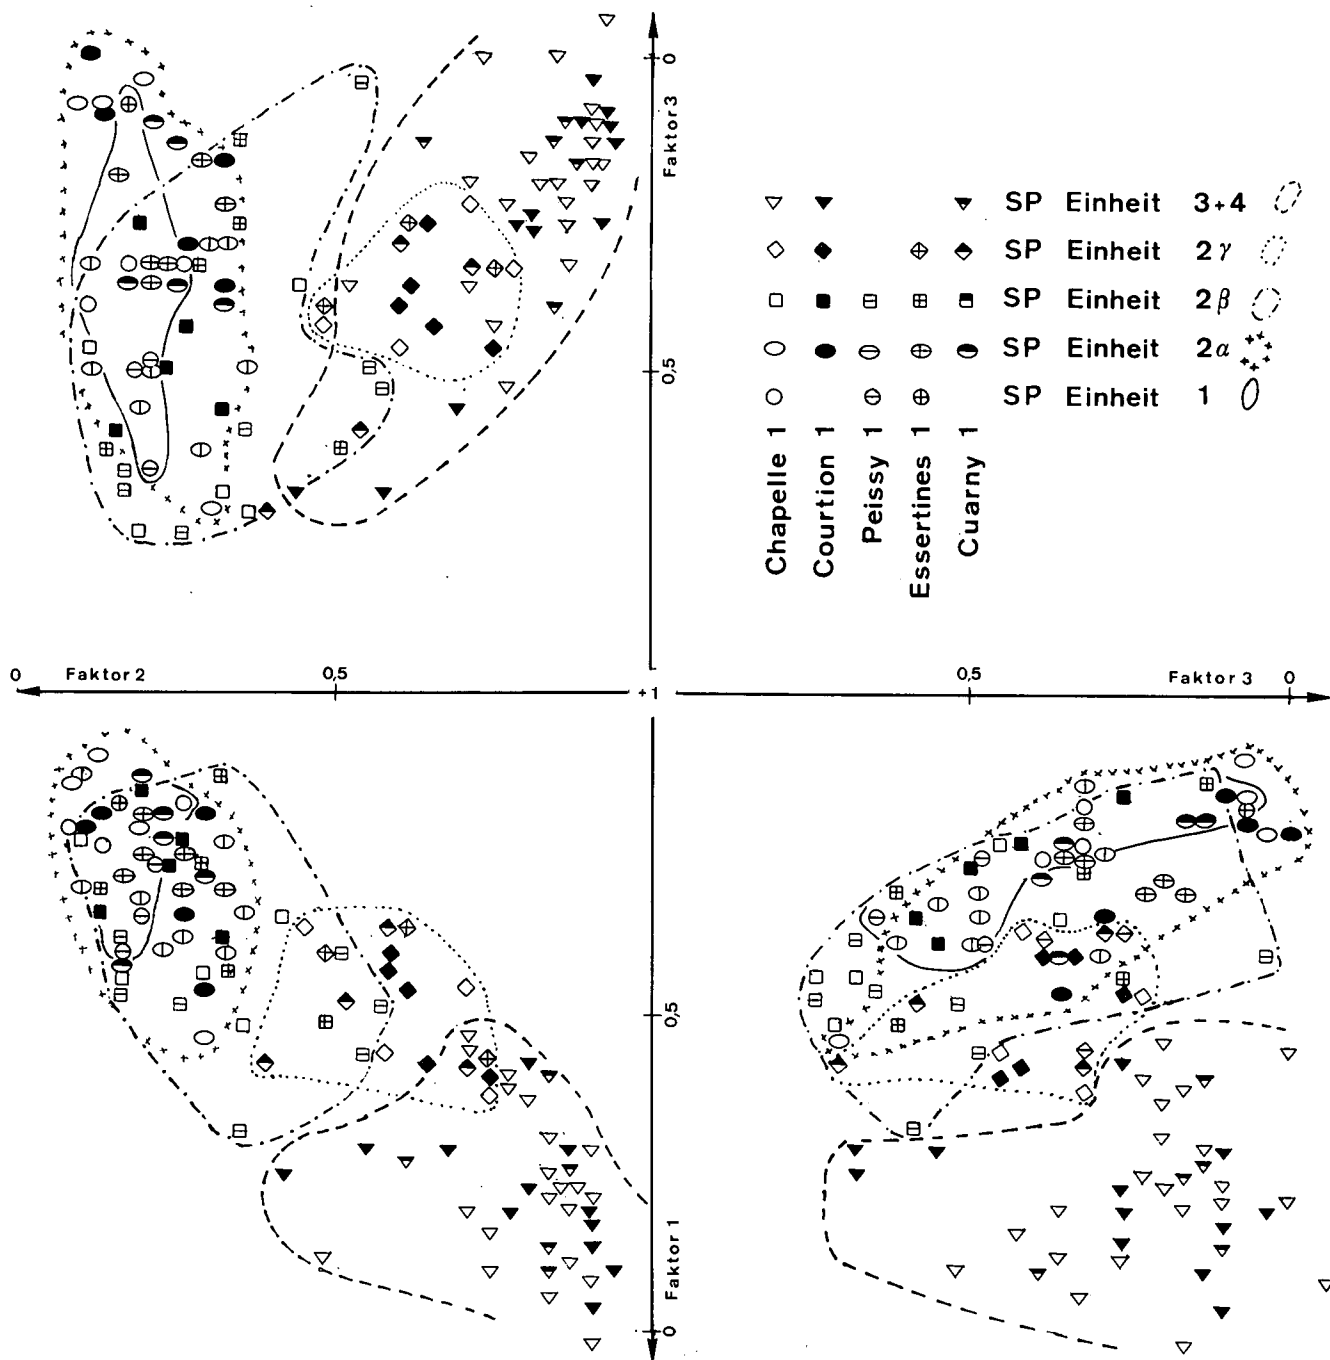 0
Faktor 3
0,5
SP Einheit 3+4
SP Einheit 2γ
SP Einheit 2β
SP Einheit 2α
SP Einheit 1
Chapelle 1
Courtion 1
Peissy 1
Essertines 1
Cuarny 1
0 Faktor 2 0,5 +1 0,5 Faktor 3 0
0,5
Faktor 1
0